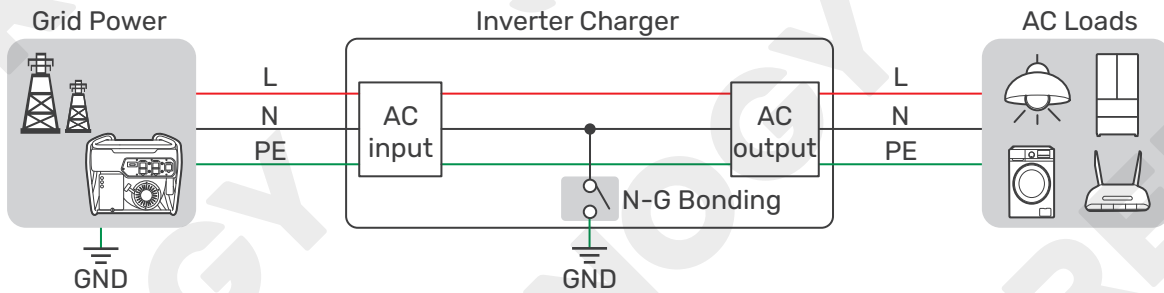 Grid Power
Inverter Charger
AC Loads
L
L
N
AC
AC
N
PE
input
output
PE
N-G Bonding
GND
GND